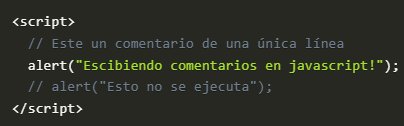 <script>
// Este un comentario de una única línea
alert("Escibiendo comentarios en javascript!");
// alert("Esto no se ejecuta");
</script>